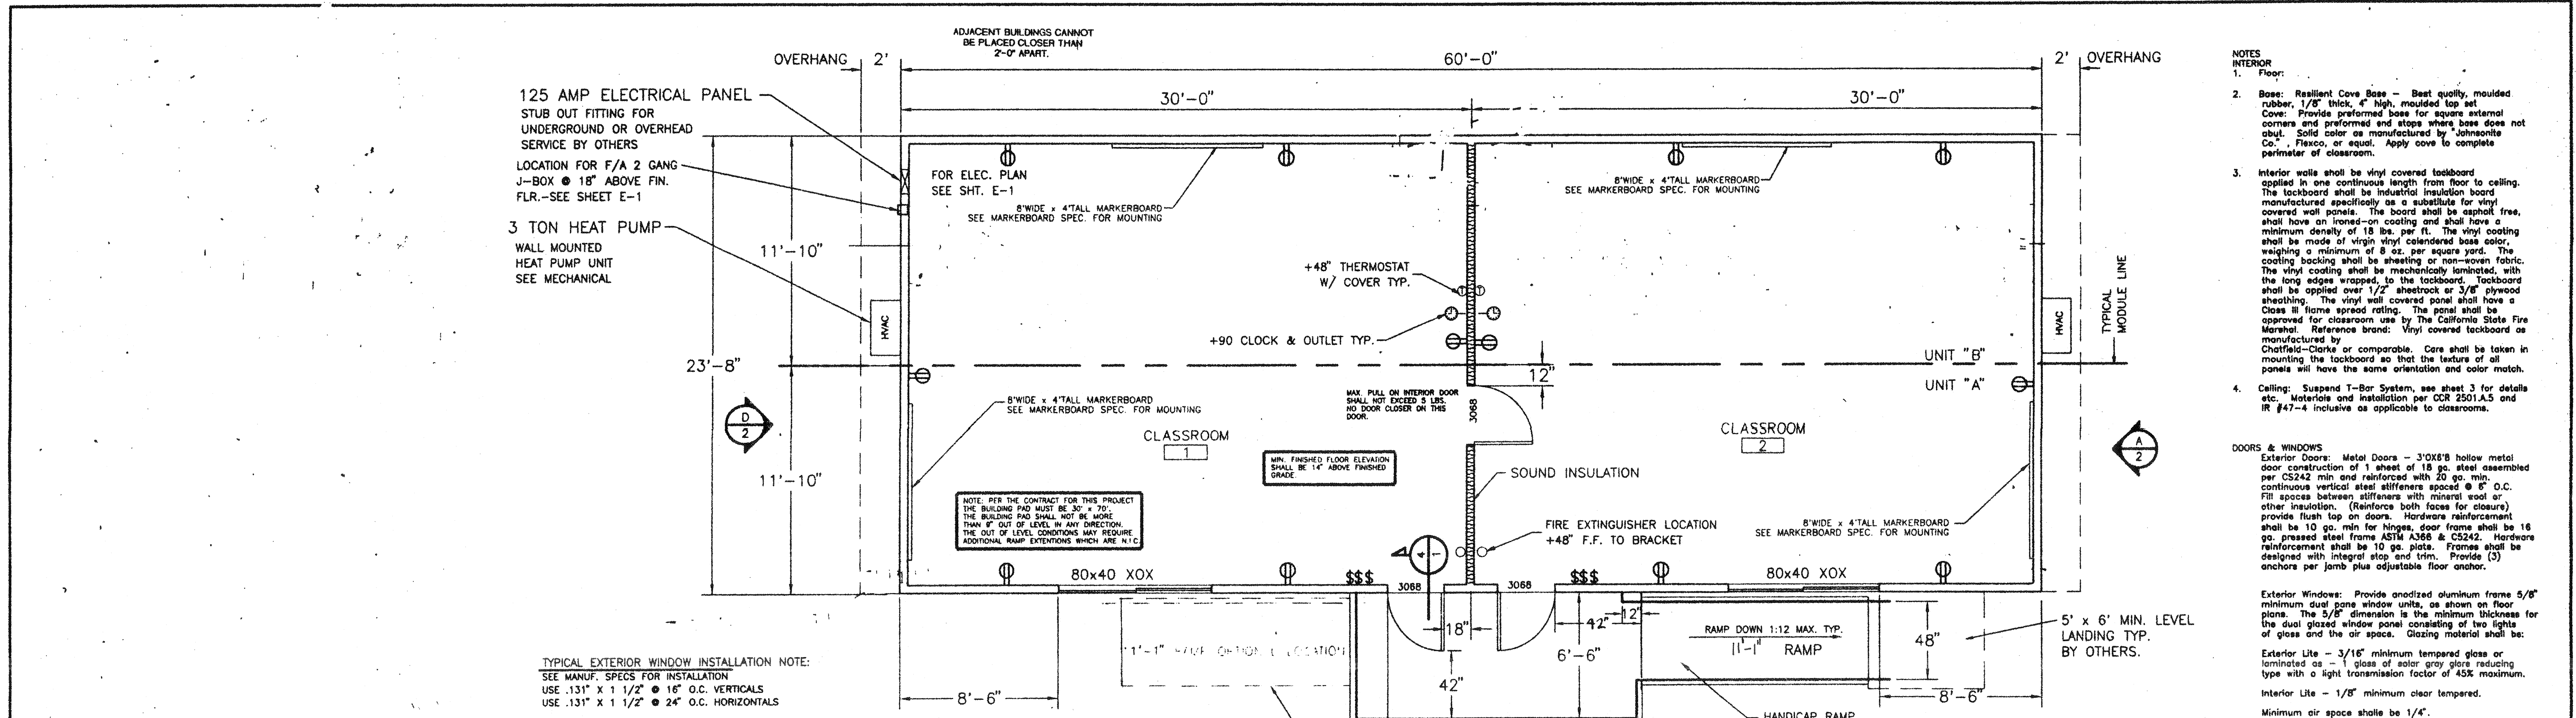 ADJACENT BUILDINGS CANNOT
BE PLACED CLOSER THAN
2'-0" APART.
OVERHANG 2'
60'-0"
2' OVERHANG
30'-0"
30'-0"
125 AMP ELECTRICAL PANEL
STUB OUT FITTING FOR
UNDERGROUND OR OVERHEAD
SERVICE BY OTHERS
LOCATION FOR F/A 2 GANG
J-BOX @ 18" ABOVE FIN.
FLR.-SEE SHEET E-1
3 TON HEAT PUMP
WALL MOUNTED
HEAT PUMP UNIT
SEE MECHANICAL
11'-10"
23'-8"
11'-10"
HVAC
D
2
FOR ELEC. PLAN
SEE SHT. E-1
8'WIDE x 4'TALL MARKERBOARD
SEE MARKERBOARD SPEC. FOR MOUNTING
8'WIDE x 4'TALL MARKERBOARD
SEE MARKERBOARD SPEC. FOR MOUNTING
+48" THERMOSTAT
W/ COVER TYP.
+90 CLOCK & OUTLET TYP.
12"
UNIT "B"
UNIT "A"
HVAC
TYPICAL
MODULE LINE
MAX. PULL ON INTERIOR DOOR
SHALL NOT EXCEED 5 LBS.
NO DOOR CLOSER ON THIS
DOOR.
3068
8'WIDE x 4'TALL MARKERBOARD
SEE MARKERBOARD SPEC. FOR MOUNTING
CLASSROOM
1
CLASSROOM
2
A
2
MIN. FINISHED FLOOR ELEVATION
SHALL BE 14" ABOVE FINISHED
GRADE.
SOUND INSULATION
NOTE: PER THE CONTRACT FOR THIS PROJECT
THE BUILDING PAD MUST BE 30' x 70'.
THE BUILDING PAD SHALL NOT BE MORE
THAN 9" OUT OF LEVEL IN ANY DIRECTION.
THE OUT OF LEVEL CONDITIONS MAY REQUIRE
ADDITIONAL RAMP EXTENTIONS WHICH ARE N.I.C.
FIRE EXTINGUISHER LOCATION
+48" F.F. TO BRACKET
8'WIDE x 4'TALL MARKERBOARD
SEE MARKERBOARD SPEC. FOR MOUNTING
80x40 XOX
$$$
3068
3068
$$$
80x40 XOX
4
1
18"
42"
12"
42"
6'-6"
RAMP DOWN 1:12 MAX. TYP.
11'-1" RAMP
48"
5' x 6' MIN. LEVEL
LANDING TYP.
BY OTHERS.
8'-6"
8'-6"
HANDICAP RAMP
LOCATION
TYPICAL EXTERIOR WINDOW INSTALLATION NOTE:
SEE MANUF. SPECS FOR INSTALLATION
USE .131" X 1 1/2" @ 16" O.C. VERTICALS
USE .131" X 1 1/2" @ 24" O.C. HORIZONTALS
NOTES
INTERIOR
1. Floor:
2. Base: Resilient Cove Base - Best quality, moulded
rubber, 1/8" thick, 4" high, moulded top set
Cove: Provide preformed base for square external
corners and preformed end stops where base does not
abut. Solid color as manufactured by "Johnsonite
Co." , Flexco, or equal. Apply cove to complete
perimeter of classroom.
3. Interior walls shall be vinyl covered tackboard
applied in one continuous length from floor to ceiling.
The tackboard shall be industrial insulation board
manufactured specifically as a substitute for vinyl
covered wall panels. The board shall be asphalt free,
shall have an ironed-on coating and shall have a
minimum density of 18 lbs. per ft. The vinyl coating
shall be made of virgin vinyl calendered base color,
weighing a minimum of 8 oz. per square yard. The
coating backing shall be sheeting or non-woven fabric.
The vinyl coating shall be mechanically laminated, with
the long edges wrapped, to the tackboard. Tackboard
shall be applied over 1/2" sheetrock or 3/8" plywood
sheathing. The vinyl wall covered panel shall have a
Class III flame spread rating. The panel shall be
approved for classroom use by The California State Fire
Marshal. Reference brand: Vinyl covered tackboard as
manufactured by
Chatfield-Clarke or comparable. Care shall be taken in
mounting the tackboard so that the texture of all
panels will have the same orientation and color match.
4. Ceiling: Suspend T-Bar System, see sheet 3 for details
etc. Materials and installation per CCR 2501.A.5 and
IR #47-4 inclusive as applicable to classrooms.
DOORS & WINDOWS
Exterior Doors: Metal Doors - 3'0X6'8 hollow metal
door construction of 1 sheet of 18 ga. steel assembled
per CS242 min and reinforced with 20 ga. min.
continuous vertical steel stiffeners spaced @ 6" O.C.
Fill spaces between stiffeners with mineral wool or
other insulation. (Reinforce both faces for closure)
provide flush top on doors. Hardware reinforcement
shall be 10 ga. min for hinges, door frame shall be 16
ga. pressed steel frame ASTM A366 & CS242. Hardware
reinforcement shall be 10 ga. plate. Frames shall be
designed with integral stop and trim. Provide (3)
anchors per jamb plus adjustable floor anchor.
Exterior Windows: Provide anodized aluminum frame 5/8"
minimum dual pane window units, as shown on floor
plans. The 5/8" dimension is the minimum thickness for
the dual glazed window panel consisting of two lights
of glass and the air space. Glazing material shall be:
Exterior Lite - 3/16" minimum tempered glass or
laminated as - 1 glass of solar gray glare reducing
type with a light transmission factor of 45% maximum.
Interior Lite - 1/8" minimum clear tempered.
Minimum air space shalle be 1/4".